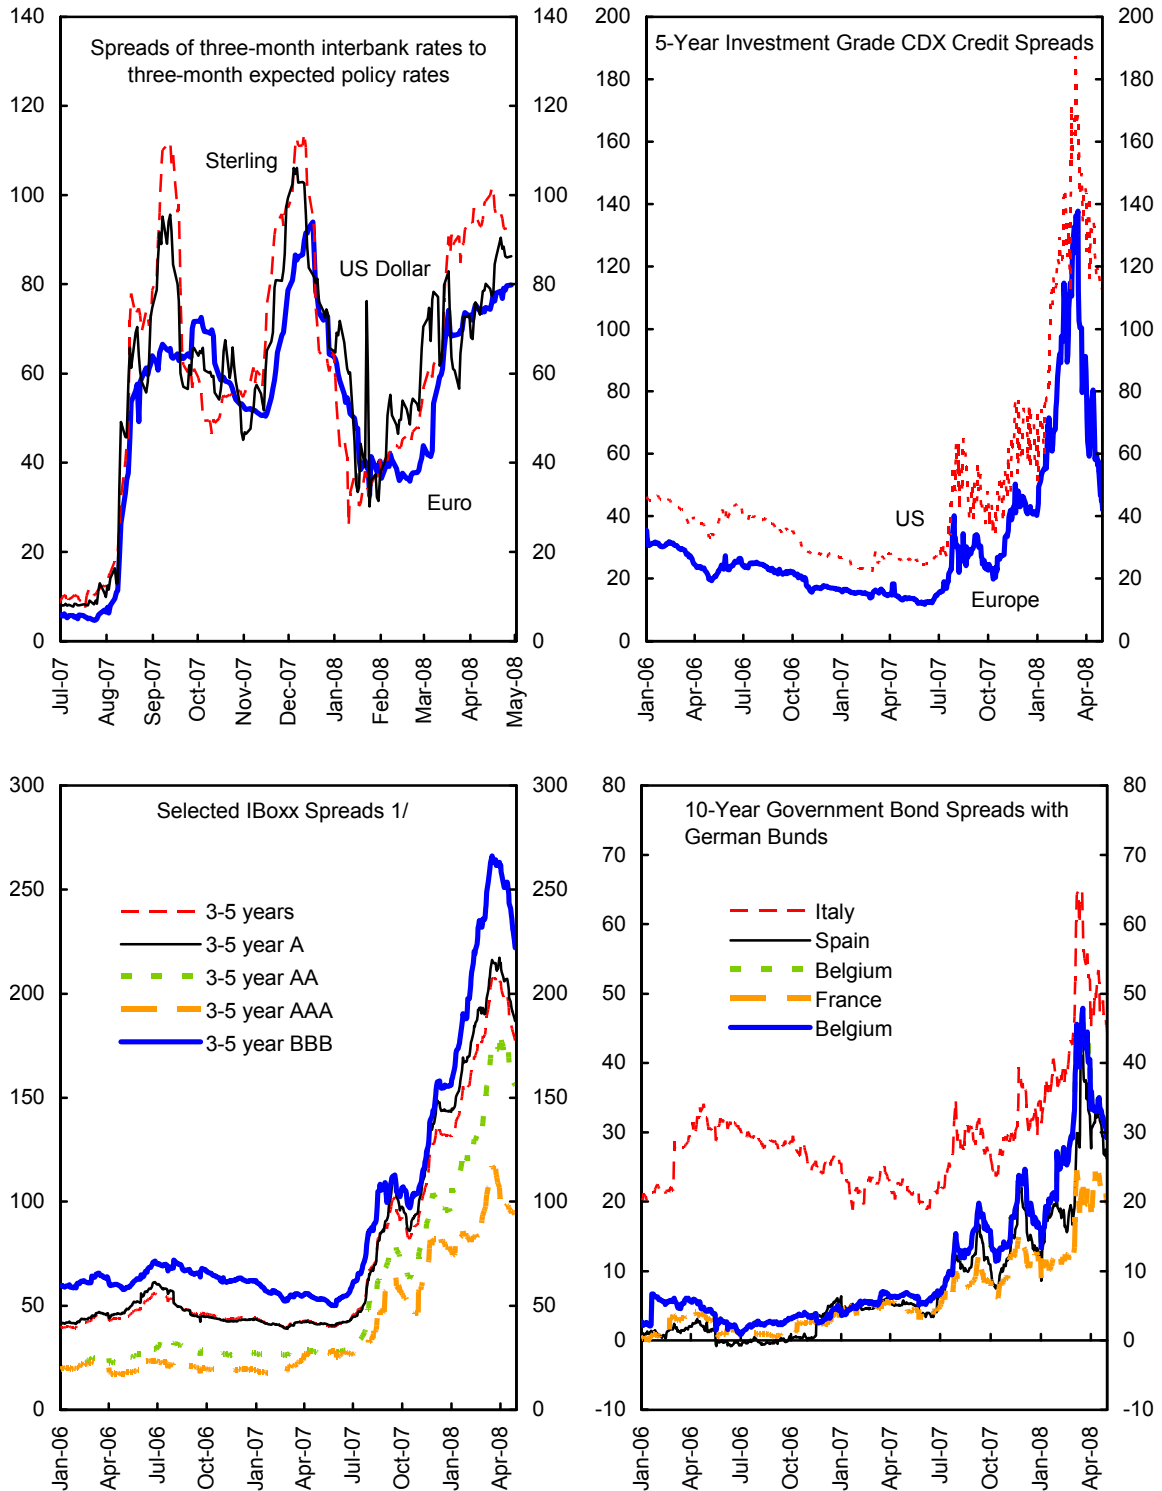 140
120
100
80
60
40
20
0
Spreads of three-month interbank rates to
three-month expected policy rates
Sterling
US Dollar
Euro
140
120
100
80
60
40
20
0
Jul-07
Aug-07
Sep-07
Oct-07
Nov-07
Dec-07
Jan-08
Feb-08
Mar-08
Apr-08
May-08
200
180
160
140
120
100
80
60
40
20
0
5-Year Investment Grade CDX Credit Spreads
US
Europe
200
180
160
140
120
100
80
60
40
20
0
Jan-06
Apr-06
Jul-06
Oct-06
Jan-07
Apr-07
Jul-07
Oct-07
Jan-08
Apr-08
300
250
200
150
100
50
0
Selected IBoxx Spreads 1/
3-5 years
3-5 year A
3-5 year AA
3-5 year AAA
3-5 year BBB
300
250
200
150
100
50
0
Jan-06
Apr-06
Jul-06
Oct-06
Jan-07
Apr-07
Jul-07
Oct-07
Jan-08
Apr-08
80
70
60
50
40
30
20
10
0
-10
10-Year Government Bond Spreads with
German Bunds
Italy
Spain
Belgium
France
Belgium
80
70
60
50
40
30
20
10
0
-10
Jan-06
Apr-06
Jul-06
Oct-06
Jan-07
Apr-07
Jul-07
Oct-07
Jan-08
Apr-08